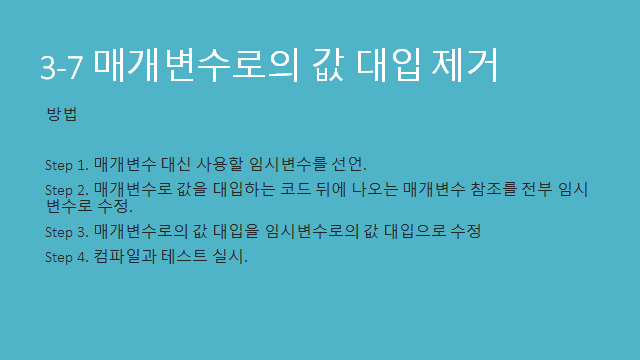 3-7 매개변수로의 값 대입 제거
방법
Step 1. 매개변수 대신 사용할 임시변수를 선언.
Step 2. 매개변수로 값을 대입하는 코드 뒤에 나오는 매개변수 참조를 전부 임시
변수로 수정.
Step 3. 매개변수로의 값 대입을 임시변수로의 값 대입으로 수정
Step 4. 컴파일과 테스트 실시.